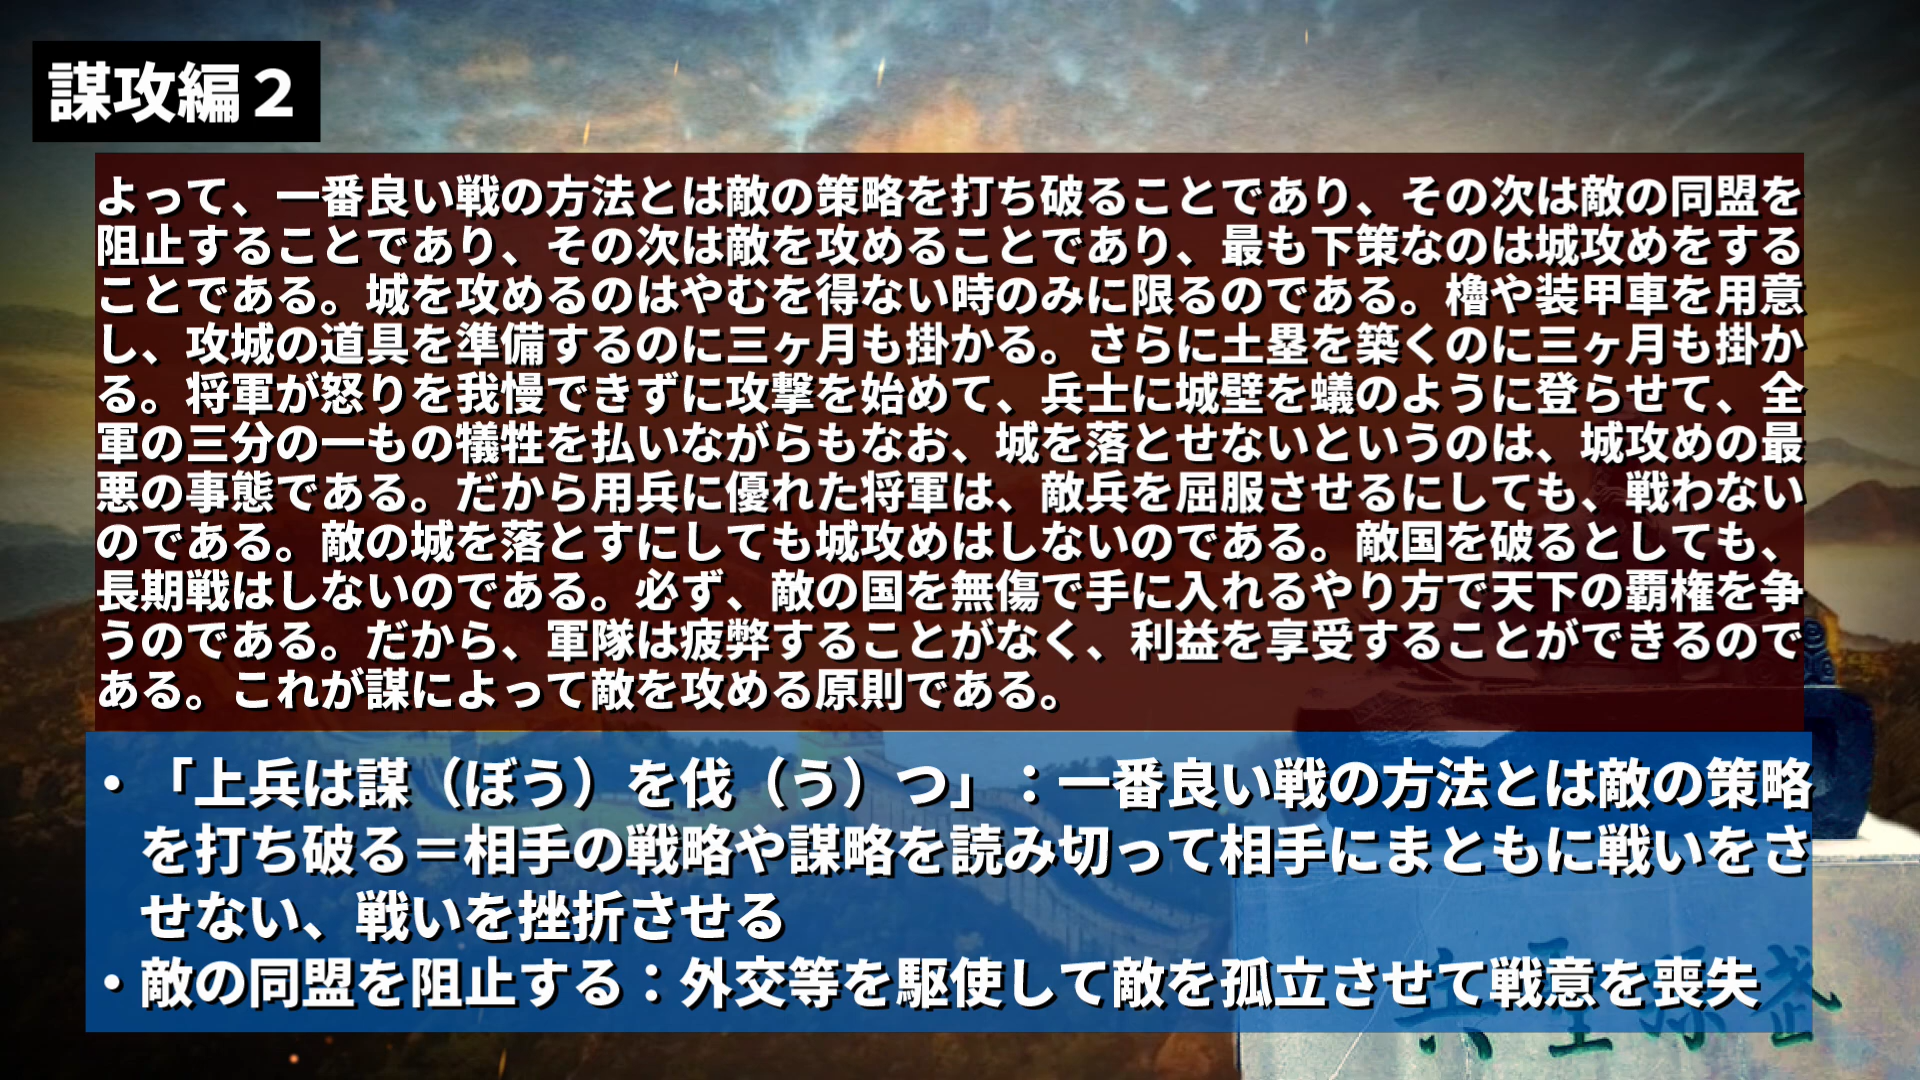 謀攻編２
よって、一番良い戦の方法とは敵の策略を打ち破ることであり、その次は敵の同盟を
阻止することであり、その次は敵を攻めることであり、最も下策なのは城攻めをする
ことである。城を攻めるのはやむを得ない時のみに限るのである。櫓や装甲車を用意
し、攻城の道具を準備するのに三ヶ月も掛かる。さらに土塁を築くのに三ヶ月も掛か
る。将軍が怒りを我慢できずに攻撃を始めて、兵士に城壁を蟻のように登らせて、全
軍の三分の一もの犠牲を払いながらもなお、城を落とせないというのは、城攻めの最
悪の事態である。だから用兵に優れた将軍は、敵兵を屈服させるにしても、戦わない
のである。敵の城を落とすにしても城攻めはしないのである。敵国を破るとしても、
長期戦はしないのである。必ず、敵の国を無傷で手に入れるやり方で天下の覇権を争
うのである。だから、軍隊は疲弊することがなく、利益を享受することができるので
ある。これが謀によって敵を攻める原則である。
・「上兵は謀（ぼう）を伐（う）つ」：一番良い戦の方法とは敵の策略
を打ち破る＝相手の戦略や謀略を読み切って相手にまともに戦いをさ
せない、戦いを挫折させる
・敵の同盟を阻止する：外交等を駆使して敵を孤立させて戦意を喪失
兵聖孫武